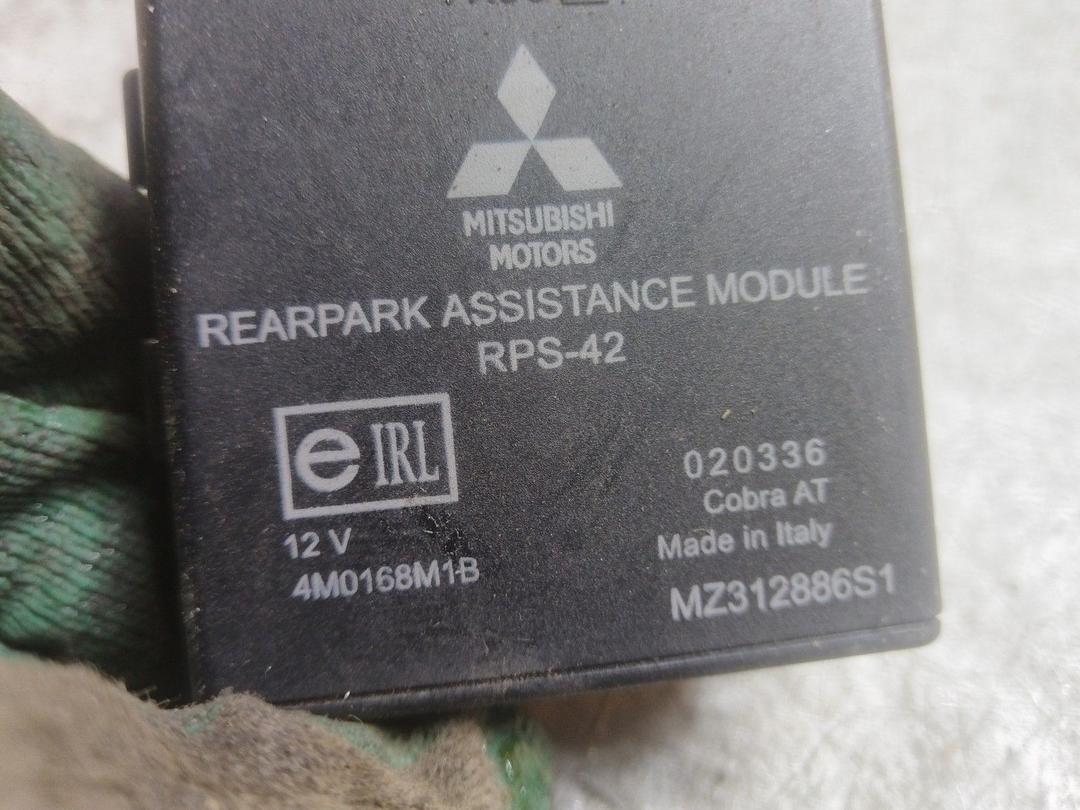 MITSUBISHI
MOTORS
REARPARK ASSISTANCE MODULE
RPS-42
e IRL
12 V
4M0168M1B
020336
Cobra AT
Made in Italy
MZ312886S1